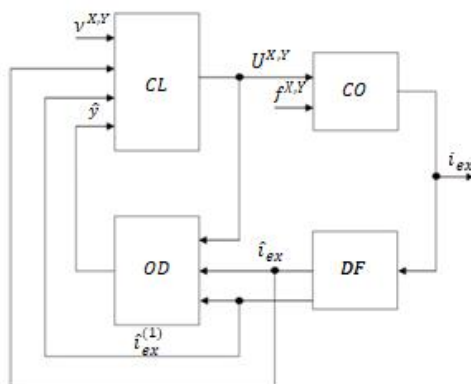 ν^{X,Y}
CL
U^{X,Y}
CO
f^{X,Y}
ŷ
i_{ex}
OD
î_{ex}
DF
î_{ex}^{(1)}